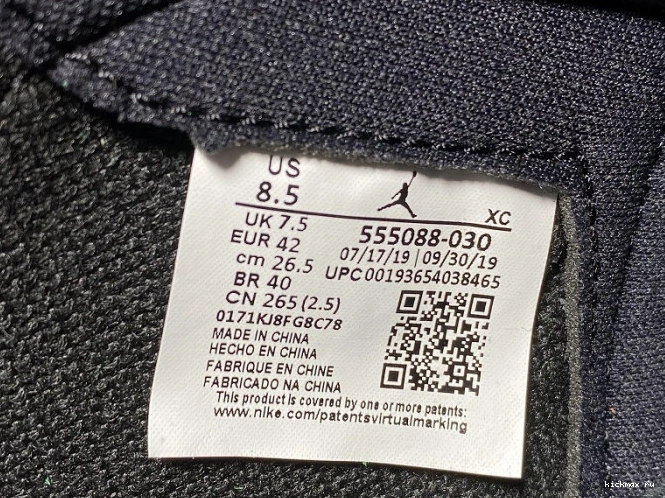 US
8.5
XC
UK 7.5
555088-030
EUR 42
07/17/19 | 09/30/19
cm 26.5
UPC 00193654038465
BR 40
CN 265 (2.5)
0171KJ8FG8C78
MADE IN CHINA
HECHO EN CHINA
FABRIQUE EN CHINE
FABRICADO NA CHINA
This product is covered by one or more patents:
www.nike.com/patentsvirtualmarking
kickmax ru